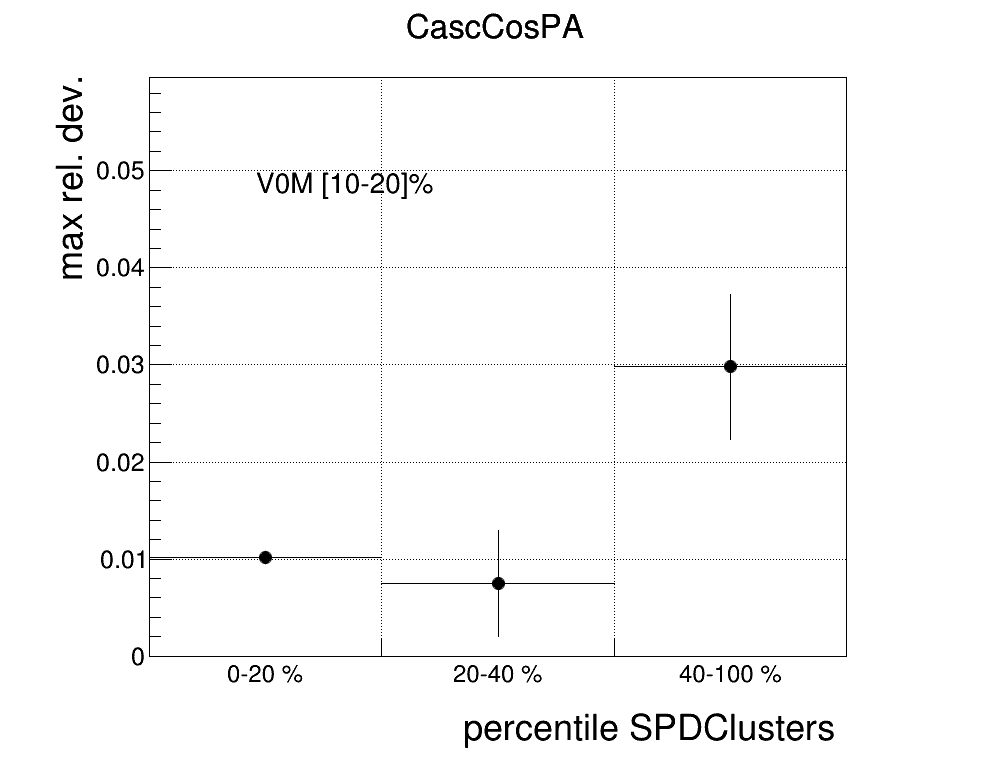 CascCosPA
max rel. dev.
0.05
0.04
0.03
0.02
0.01
0
V0M [10-20]%
0-20 %
20-40 %
40-100 %
percentile SPDClusters